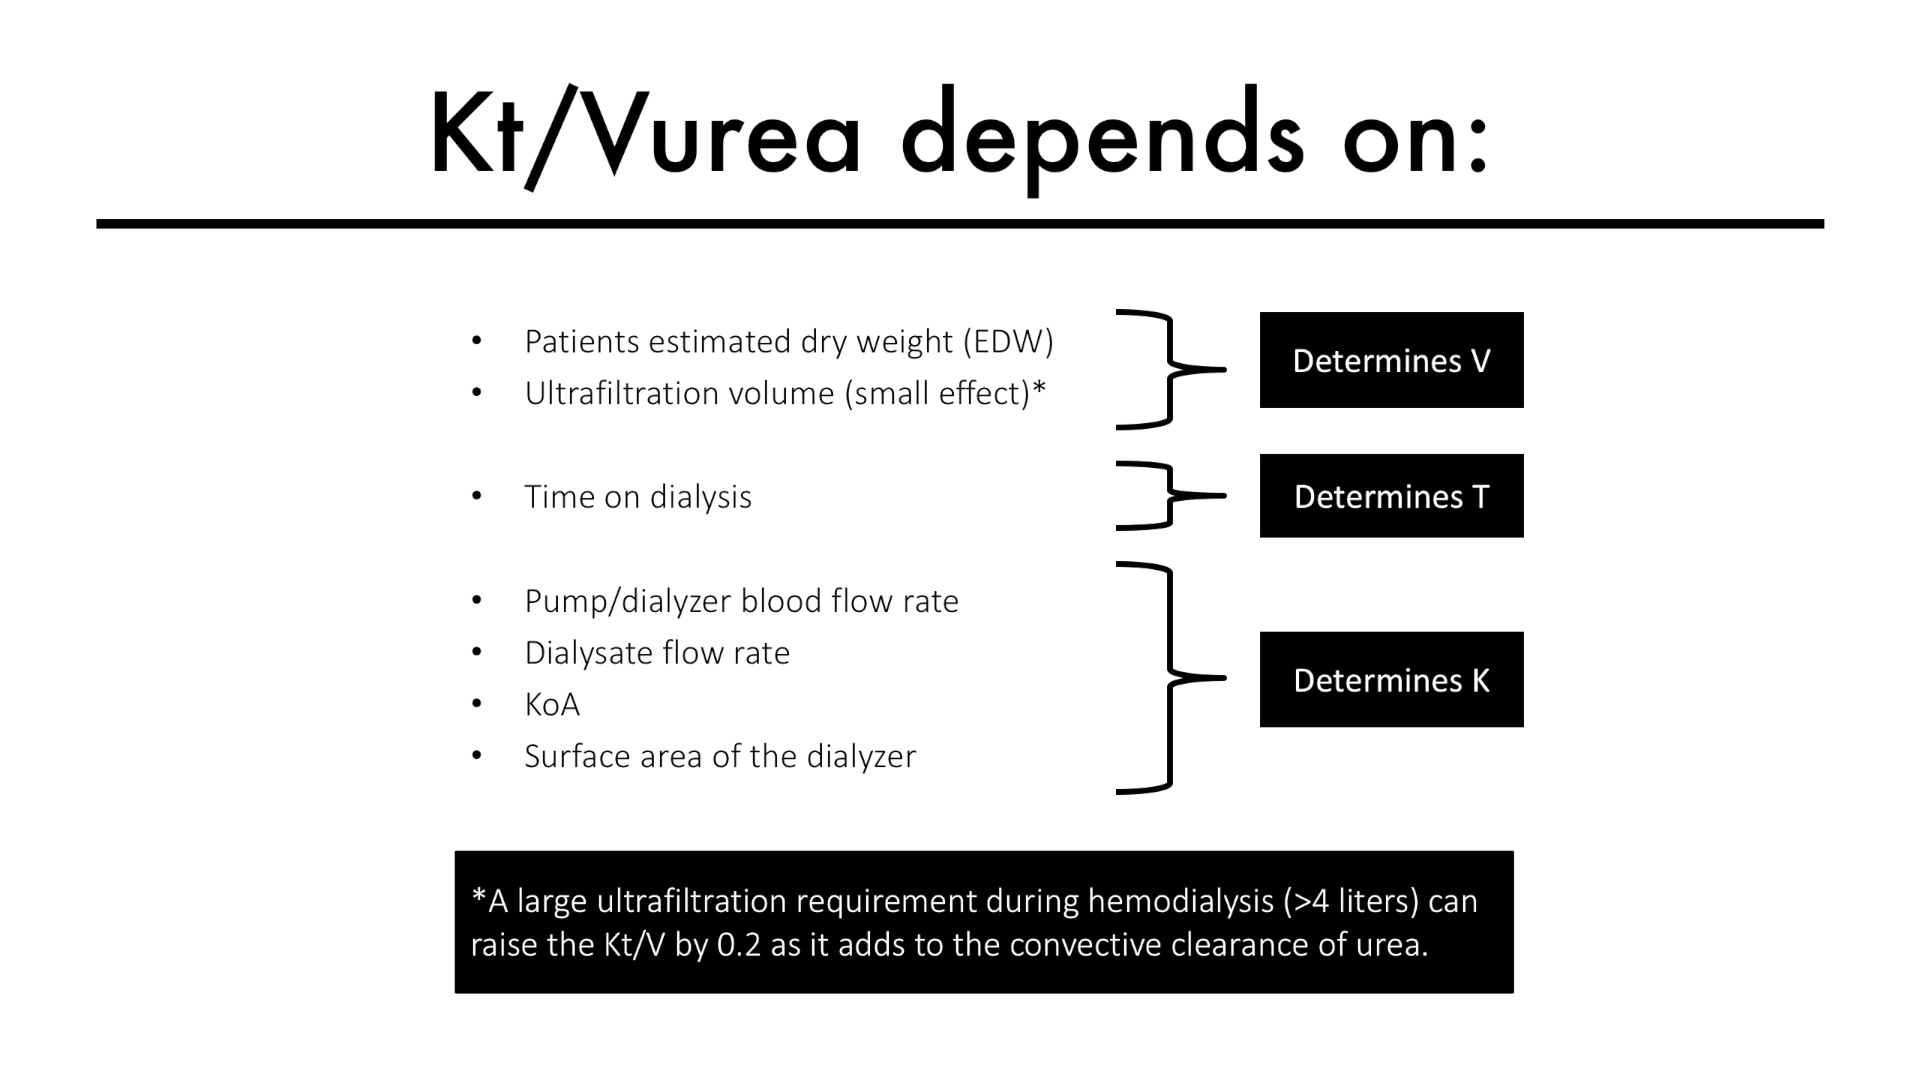 Kt/Vurea depends on:
• Patients estimated dry weight (EDW)
• Ultrafiltration volume (small effect)*
Determines V
• Time on dialysis
Determines T
• Pump/dialyzer blood flow rate
• Dialysate flow rate
• KoA
• Surface area of the dialyzer
Determines K
*A large ultrafiltration requirement during hemodialysis (>4 liters) can
raise the Kt/V by 0.2 as it adds to the convective clearance of urea.